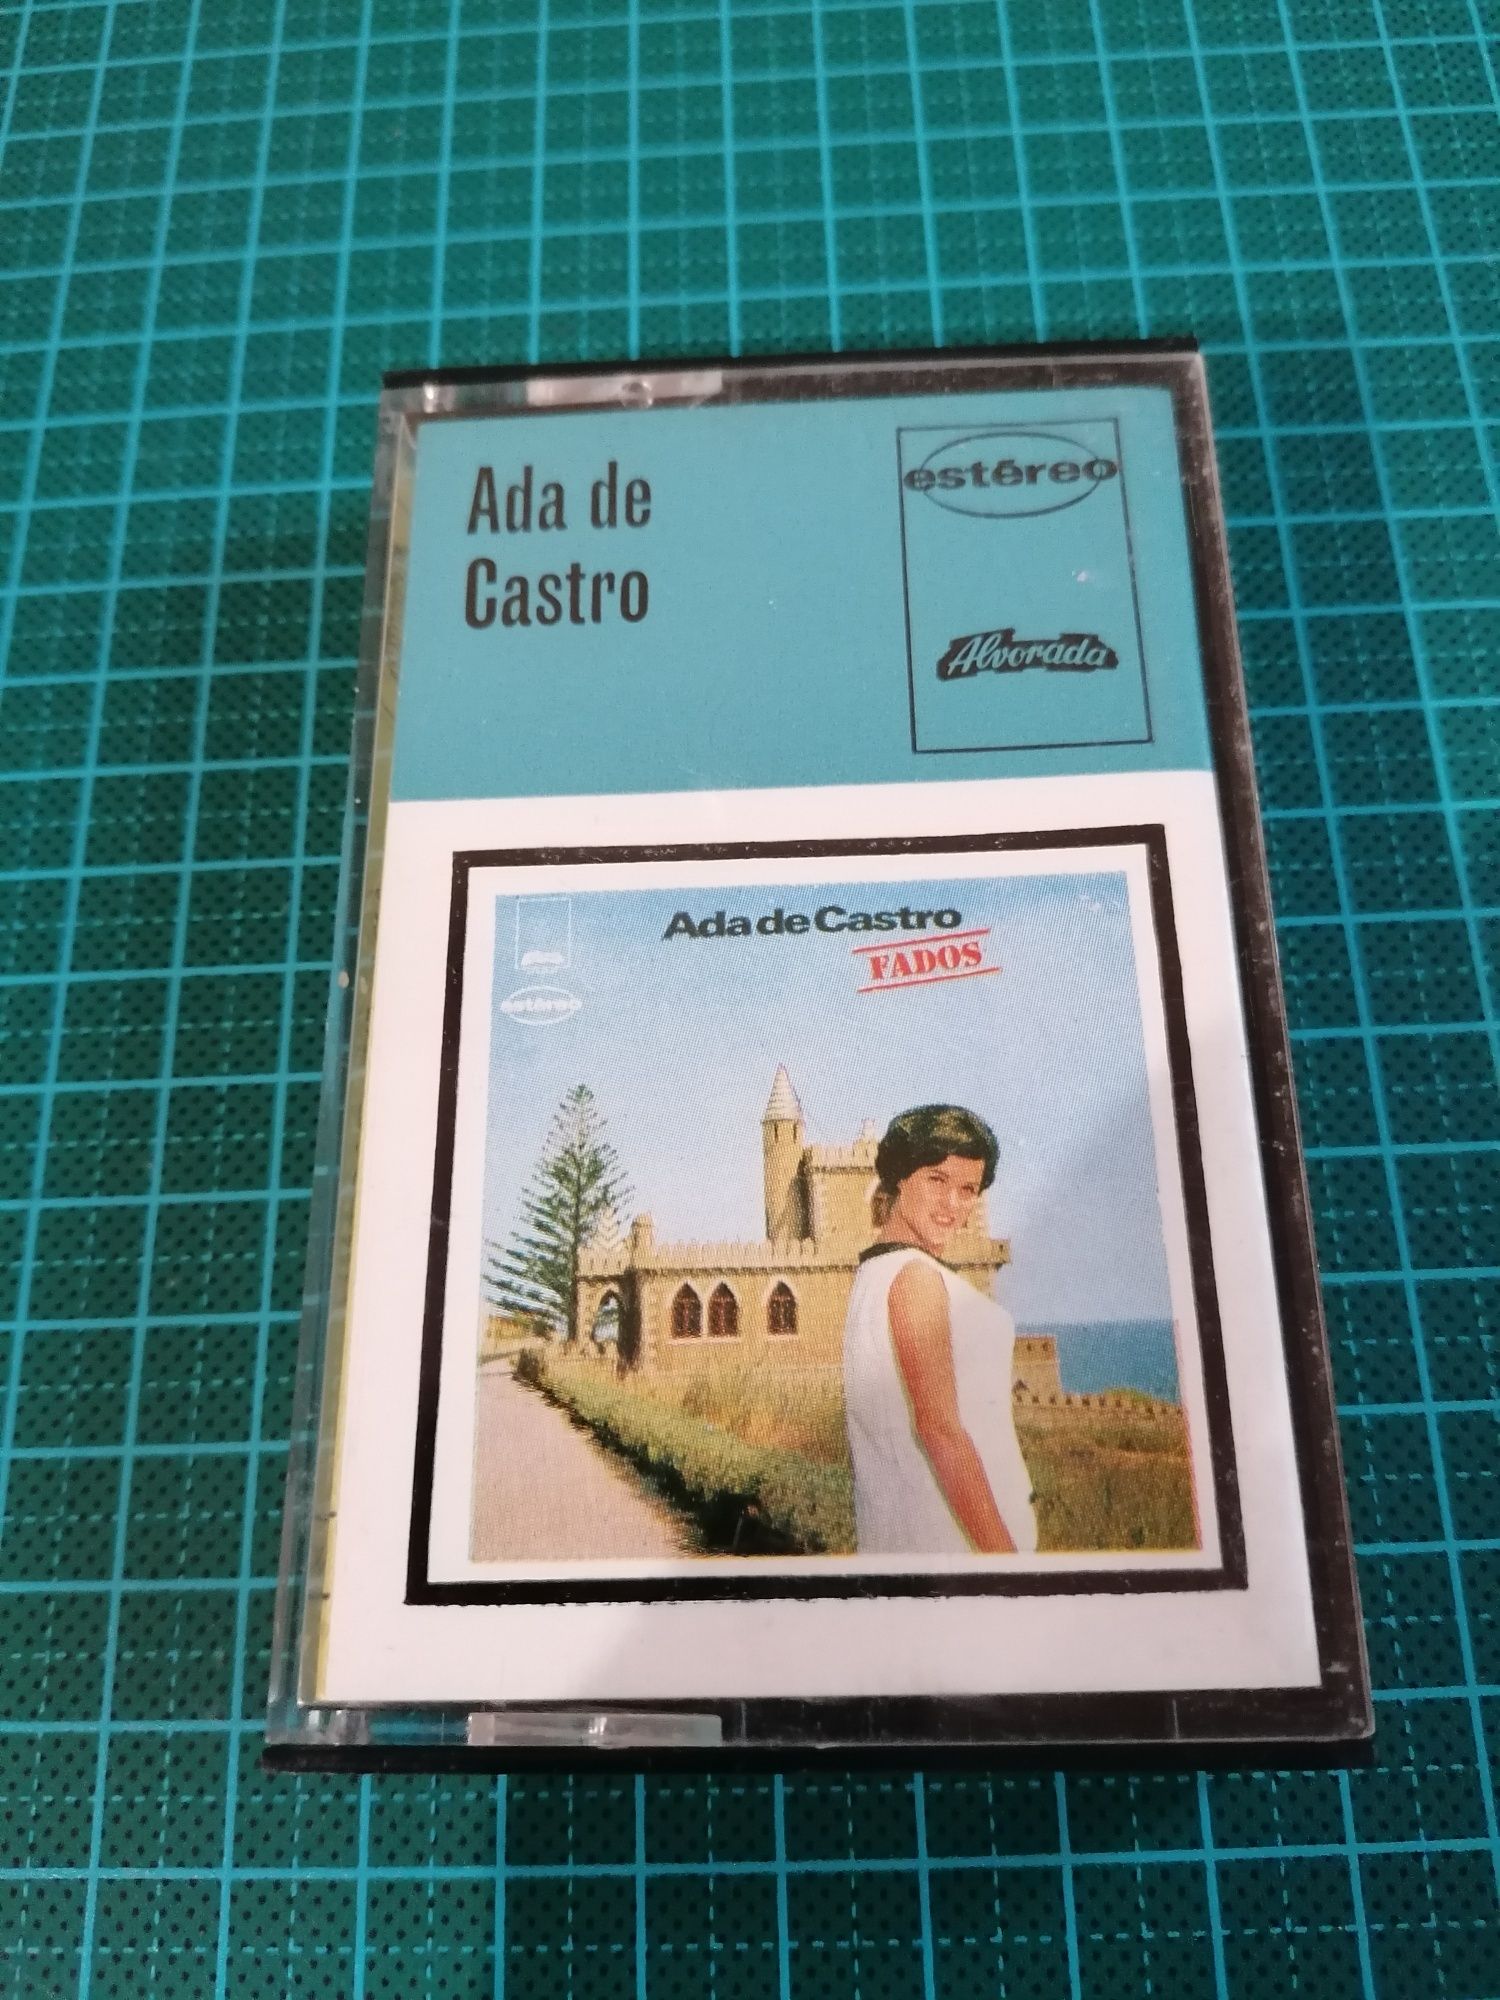 Ada de
Castro
estéreo
Alvorada
Ada de Castro
FADOS
estéreo